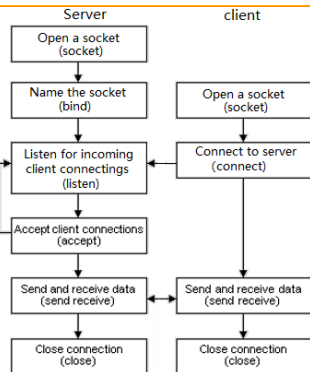 Server
client
Open a socket
(socket)
Name the socket
(bind)
Open a socket
(socket)
Listen for incoming
client connectings
(listen)
Connect to server
(connect)
Accept client connections
(accept)
Send and receive data
(send receive)
Send and receive data
(send receive)
Close connection
(close)
Close connection
(close)